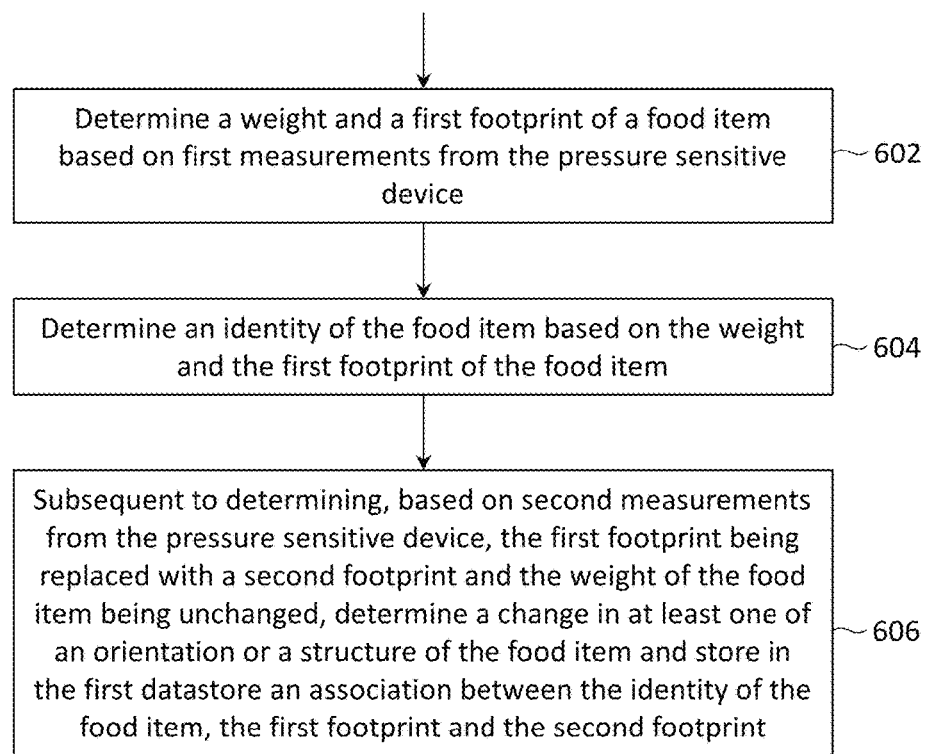 Determine a weight and a first footprint of a food item
based on first measurements from the pressure sensitive
device
602
Determine an identity of the food item based on the weight
and the first footprint of the food item
604
Subsequent to determining, based on second measurements
from the pressure sensitive device, the first footprint being
replaced with a second footprint and the weight of the food
item being unchanged, determine a change in at least one of
an orientation or a structure of the food item and store in
the first datastore an association between the identity of the
food item, the first footprint and the second footprint
606